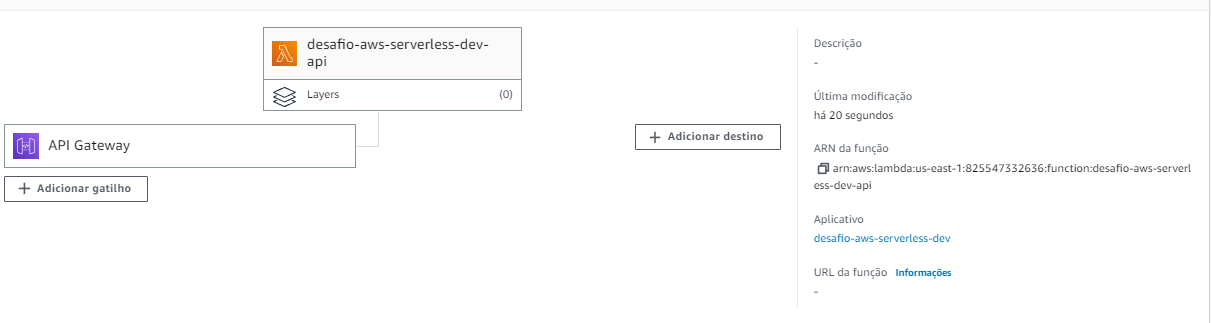 desafio-aws-serverless-dev-
api
Layers
(0)
API Gateway
+ Adicionar gatilho
+ Adicionar destino
Descrição
-
Última modificação
há 20 segundos
ARN da função
arn:aws:lambda:us-east-1:825547332636:function:desafio-aws-serverl
ess-dev-api
Aplicativo
desafio-aws-serverless-dev
URL da função Informações
-